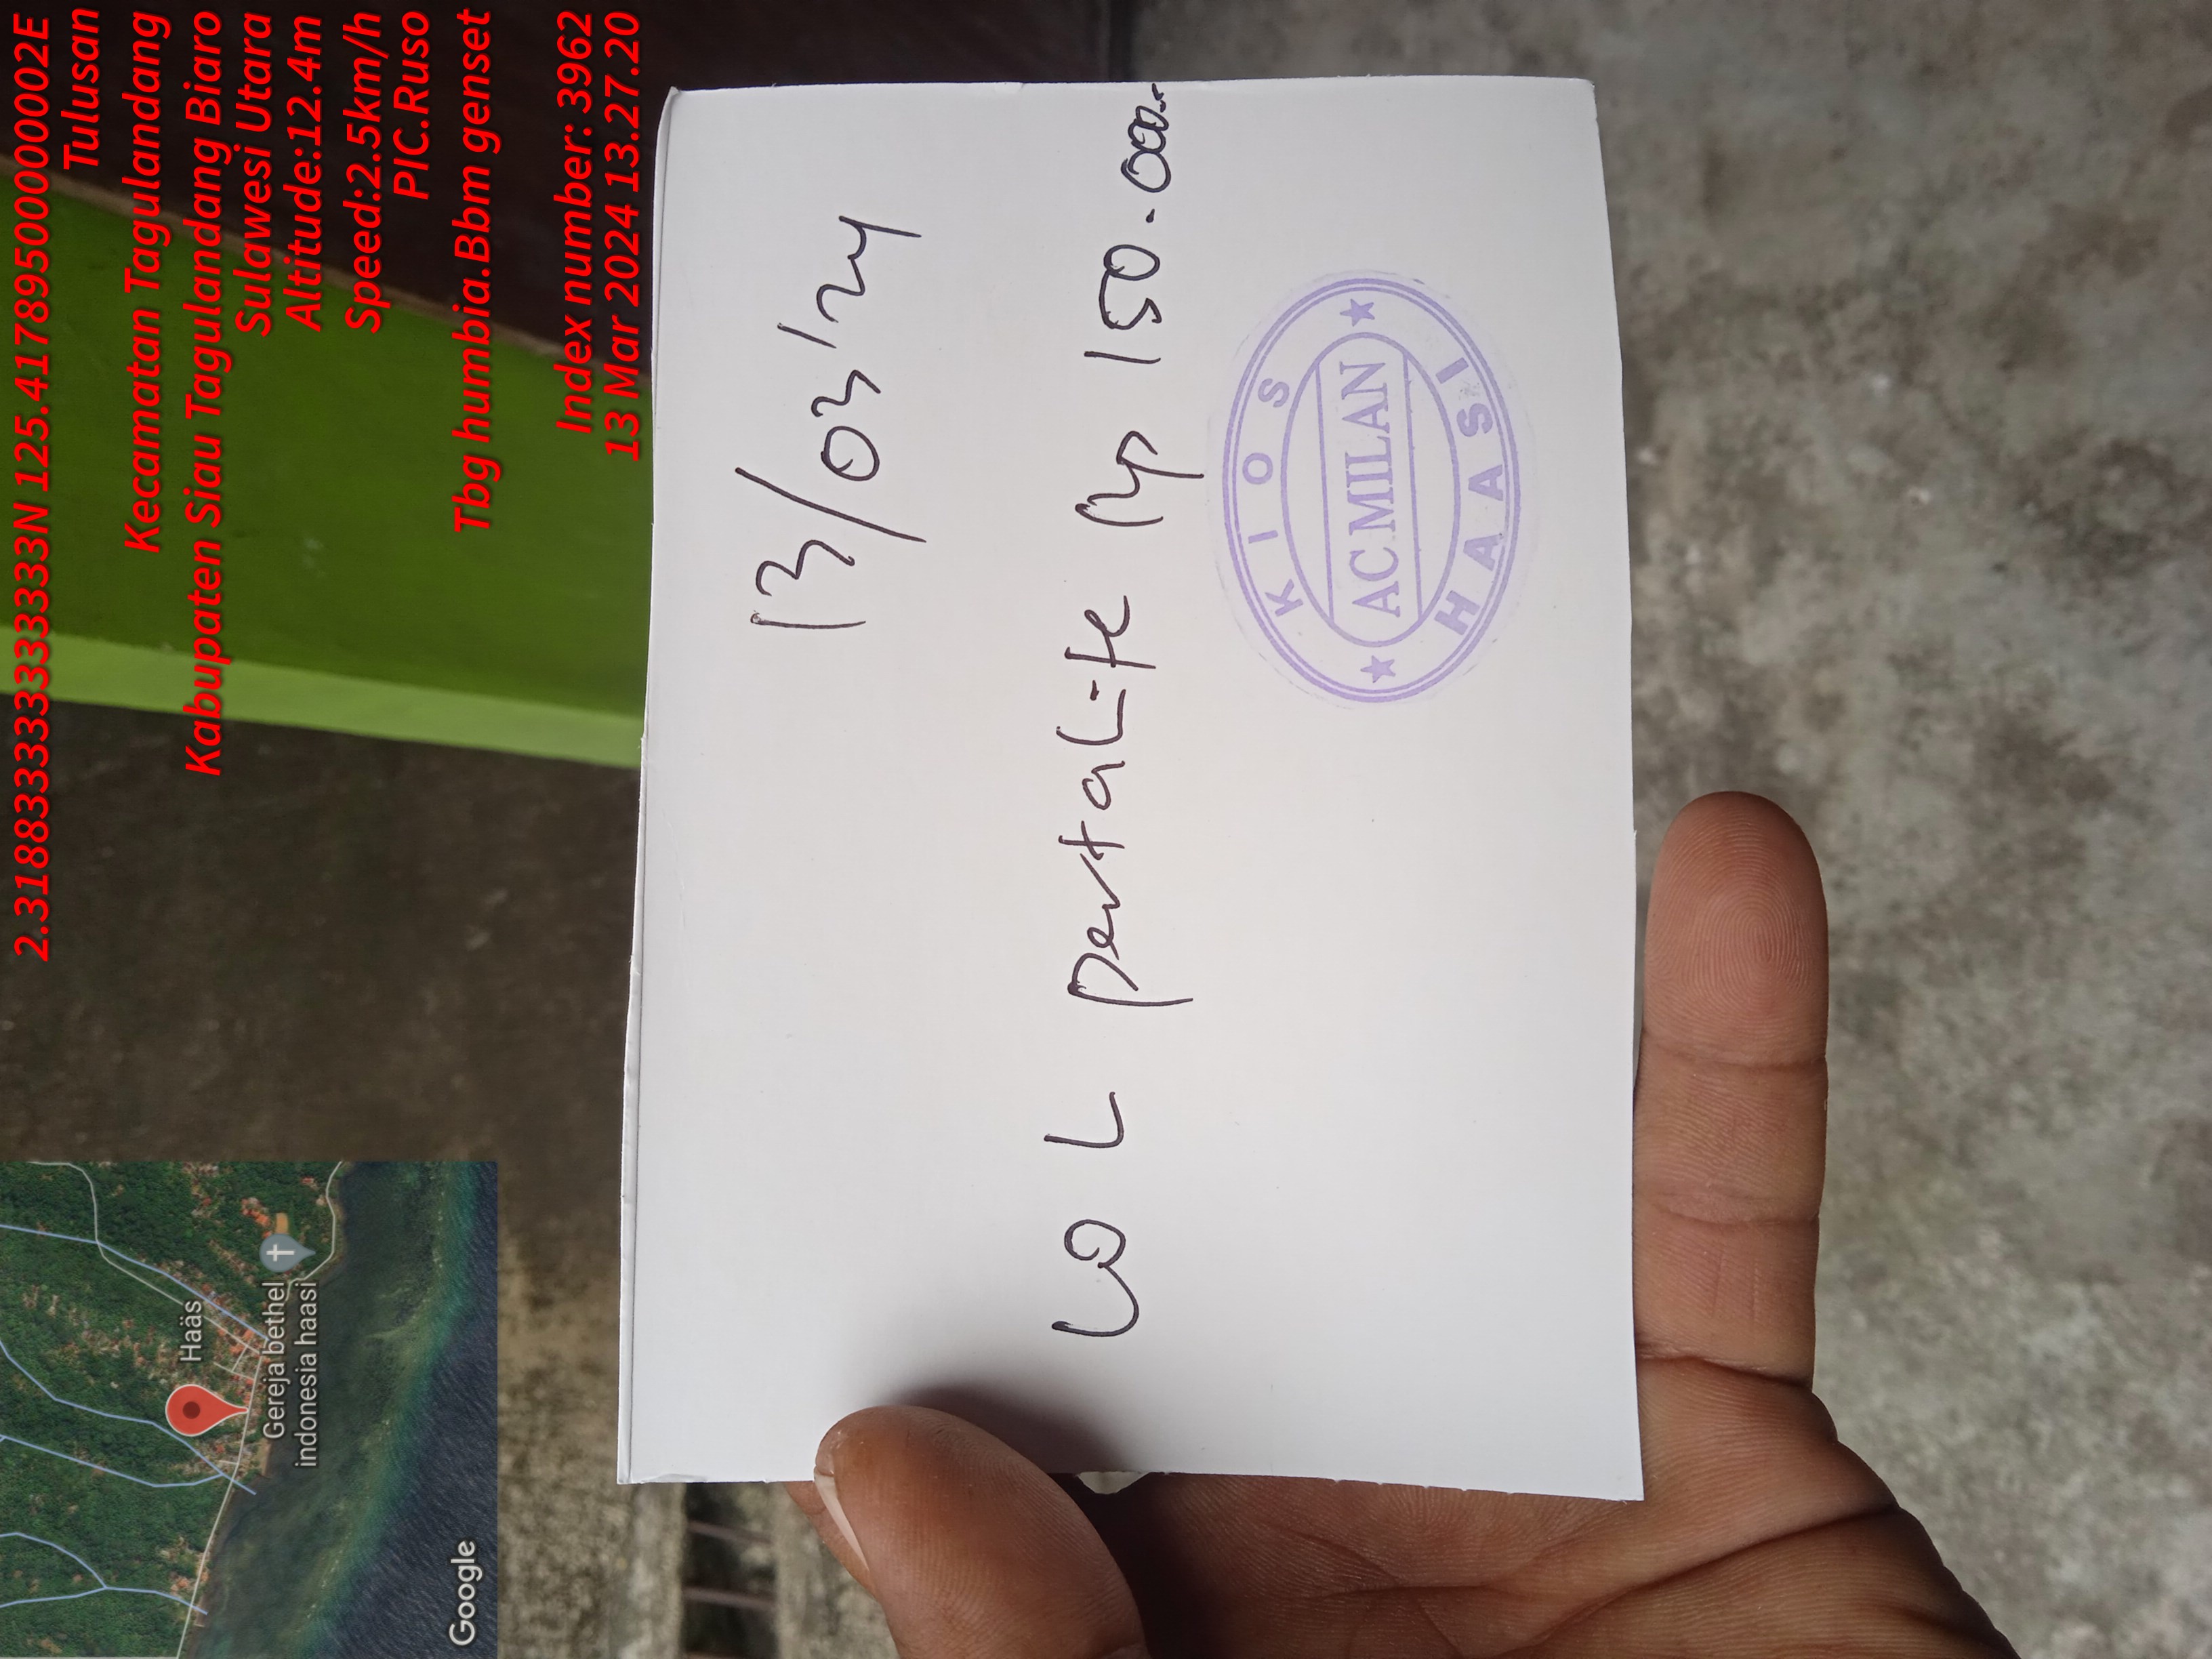 2.3188333333333333N 125.41789500000002E
Tulusan
Kecamatan Tagulandang
Kabupaten Siau Tagulandang Biaro
Sulawesi Utara
Altitude:12.4m
Speed:2.5km/h
PIC.Ruso
Tbg humbia.Bbm genset
Index number: 3962
13 Mar 2024 13.27.20
Haäs
Gereja bethel
indonesia haasi
Google
13/03'24
10 L pertalite Rp 150.000.-
KIOS
AC MILAN
HAASI